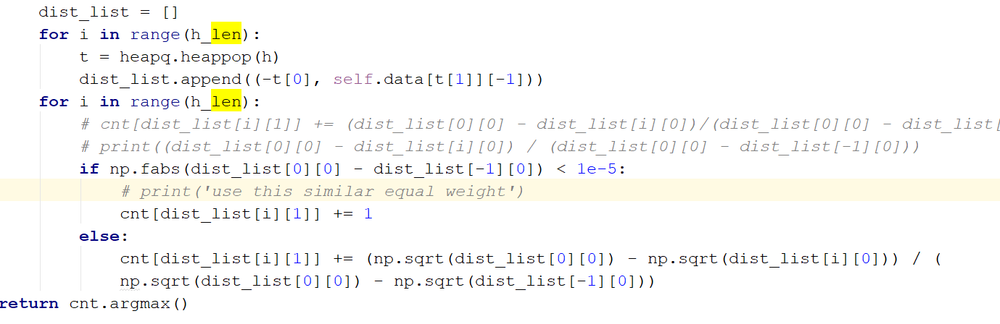 dist_list = []
for i in range(h_len):
t = heapq.heappop(h)
dist_list.append((-t[0], self.data[t[1]][-1]))
for i in range(h_len):
# cnt[dist_list[i][1]] += (dist_list[0][0] - dist_list[i][0])/(dist_list[0][0] - dist_list[
# print((dist_list[0][0] - dist_list[i][0]) / (dist_list[0][0] - dist_list[-1][0]))
if np.fabs(dist_list[0][0] - dist_list[-1][0]) < 1e-5:
# print('use this similar equal weight')
cnt[dist_list[i][1]] += 1
else:
cnt[dist_list[i][1]] += (np.sqrt(dist_list[0][0]) - np.sqrt(dist_list[i][0])) / (
np.sqrt(dist_list[0][0]) - np.sqrt(dist_list[-1][0]))
return cnt.argmax()